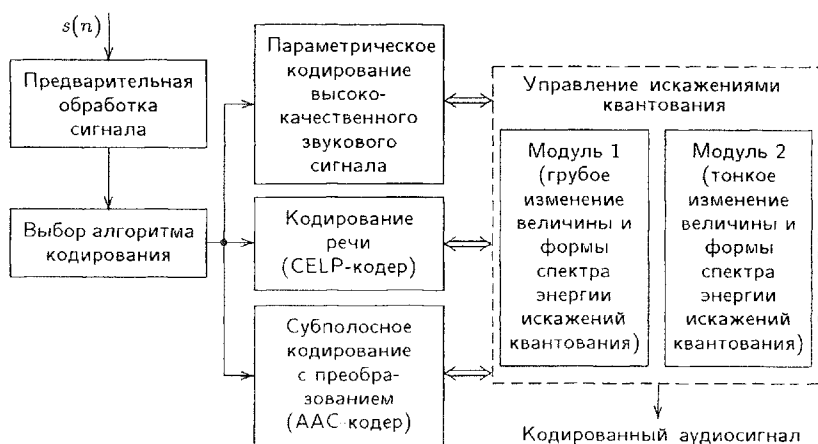 s(n)
Предварительная
обработка
сигнала
Выбор алгоритма
кодирования
Параметрическое
кодирование
высоко-
качественного
звукового
сигнала
Кодирование
речи
(CELP-кодер)
Субполосное
кодирование
с преобра-
зованием
(AAC-кодер)
Управление искажениями
квантования
Модуль 1
(грубое
изменение
величины и
формы
спектра
энергии
искажений
квантования)
Модуль 2
(тонкое
изменение
величины и
формы
спектра
энергии
искажений
квантования)
Кодированный аудиосигнал